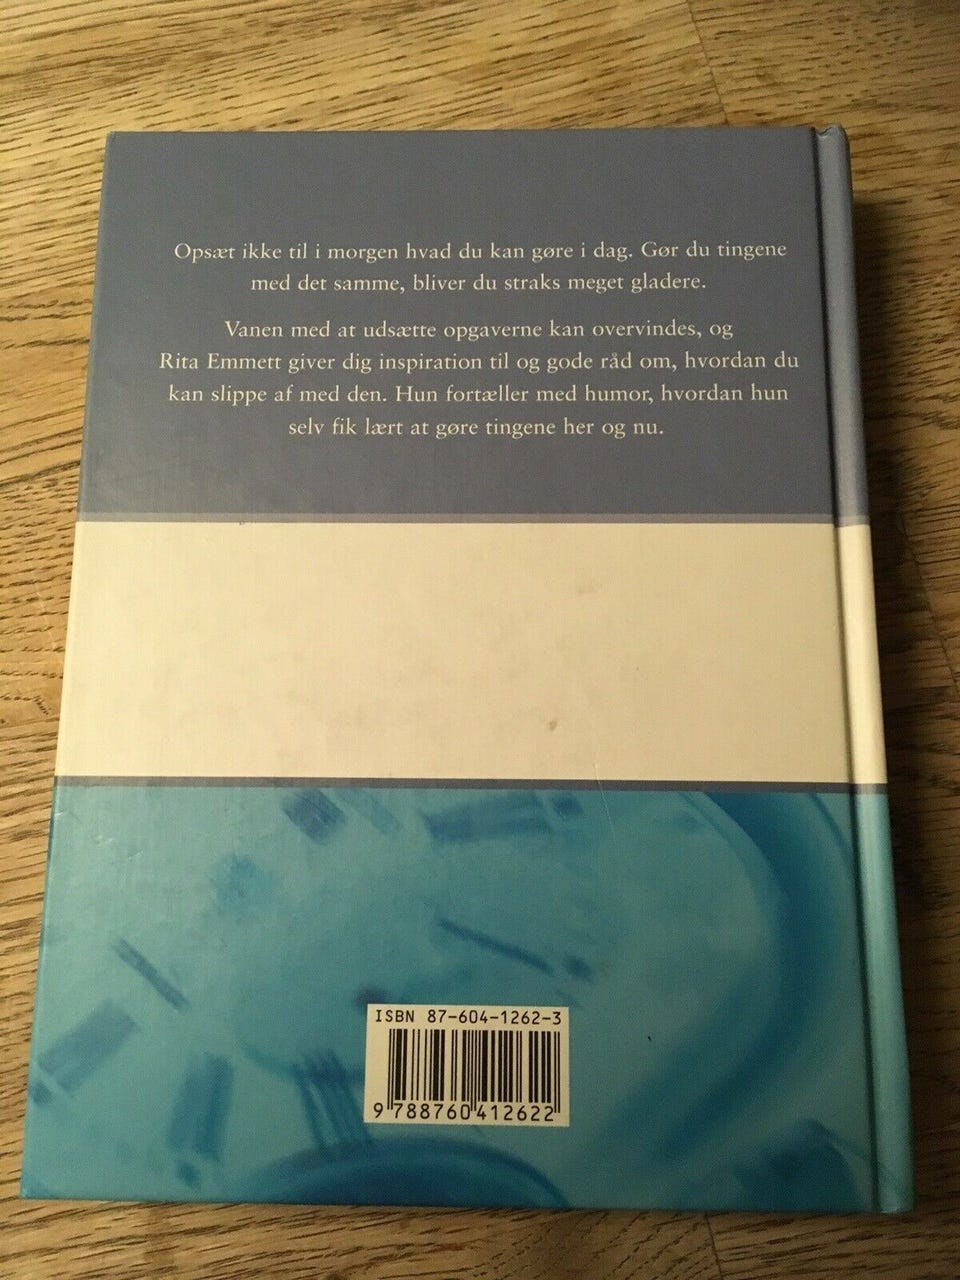 Opsæt ikke til i morgen hvad du kan gøre i dag. Gør du tingene
med det samme, bliver du straks meget gladere.
Vanen med at udsætte opgaverne kan overvindes, og
Rita Emmett giver dig inspiration til og gode råd om, hvordan du
kan slippe af med den. Hun fortæller med humor, hvordan hun
selv fik lært at gøre tingene her og nu.
ISBN 87-604-1262-3
9 788760 412622